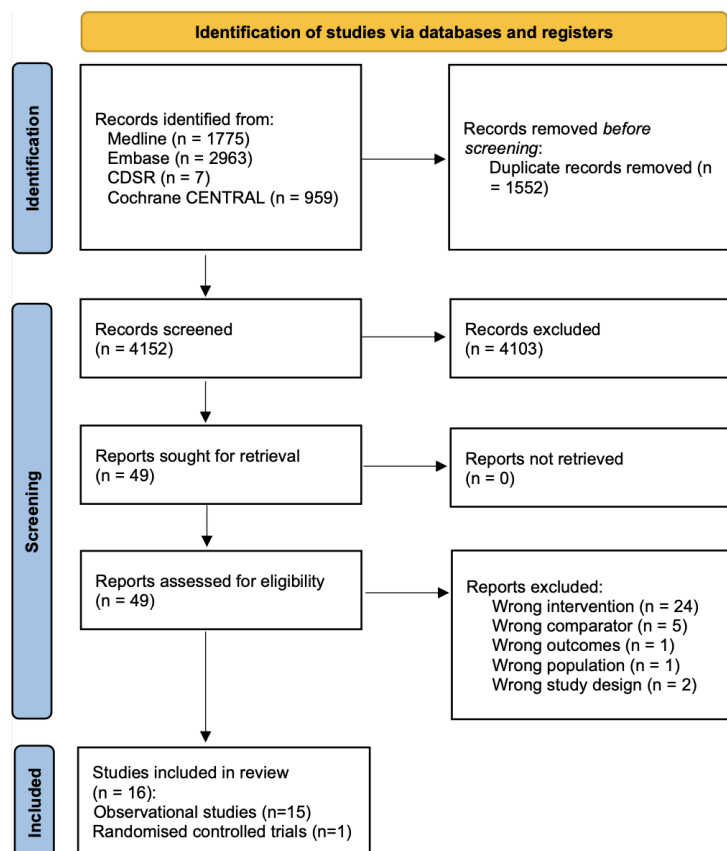 Identification of studies via databases and registers
Identification
Records identified from:
Medline (n = 1775)
Embase (n = 2963)
CDSR (n = 7)
Cochrane CENTRAL (n = 959)
Records removed before
screening:
Duplicate records removed (n
= 1552)
Screening
Records screened
(n = 4152)
Records excluded
(n = 4103)
Reports sought for retrieval
(n = 49)
Reports not retrieved
(n = 0)
Reports assessed for eligibility
(n = 49)
Reports excluded:
Wrong intervention (n = 24)
Wrong comparator (n = 5)
Wrong outcomes (n = 1)
Wrong population (n = 1)
Wrong study design (n = 2)
Included
Studies included in review
(n = 16):
Observational studies (n=15)
Randomised controlled trials (n=1)